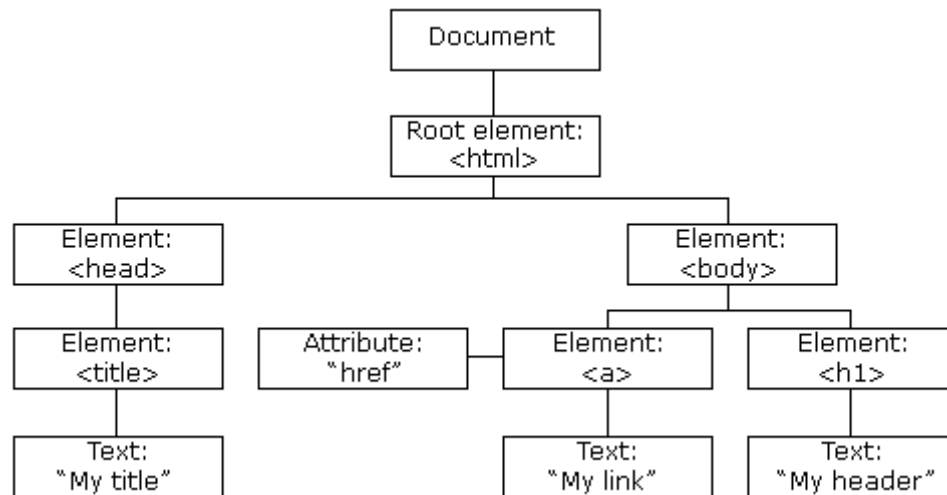 Document
Root element:
<html>
Element:
<head>
Element:
<body>
Element:
<title>
Attribute:
“href”
Element:
<a>
Element:
<h1>
Text:
“My title”
Text:
“My link”
Text:
“My header”